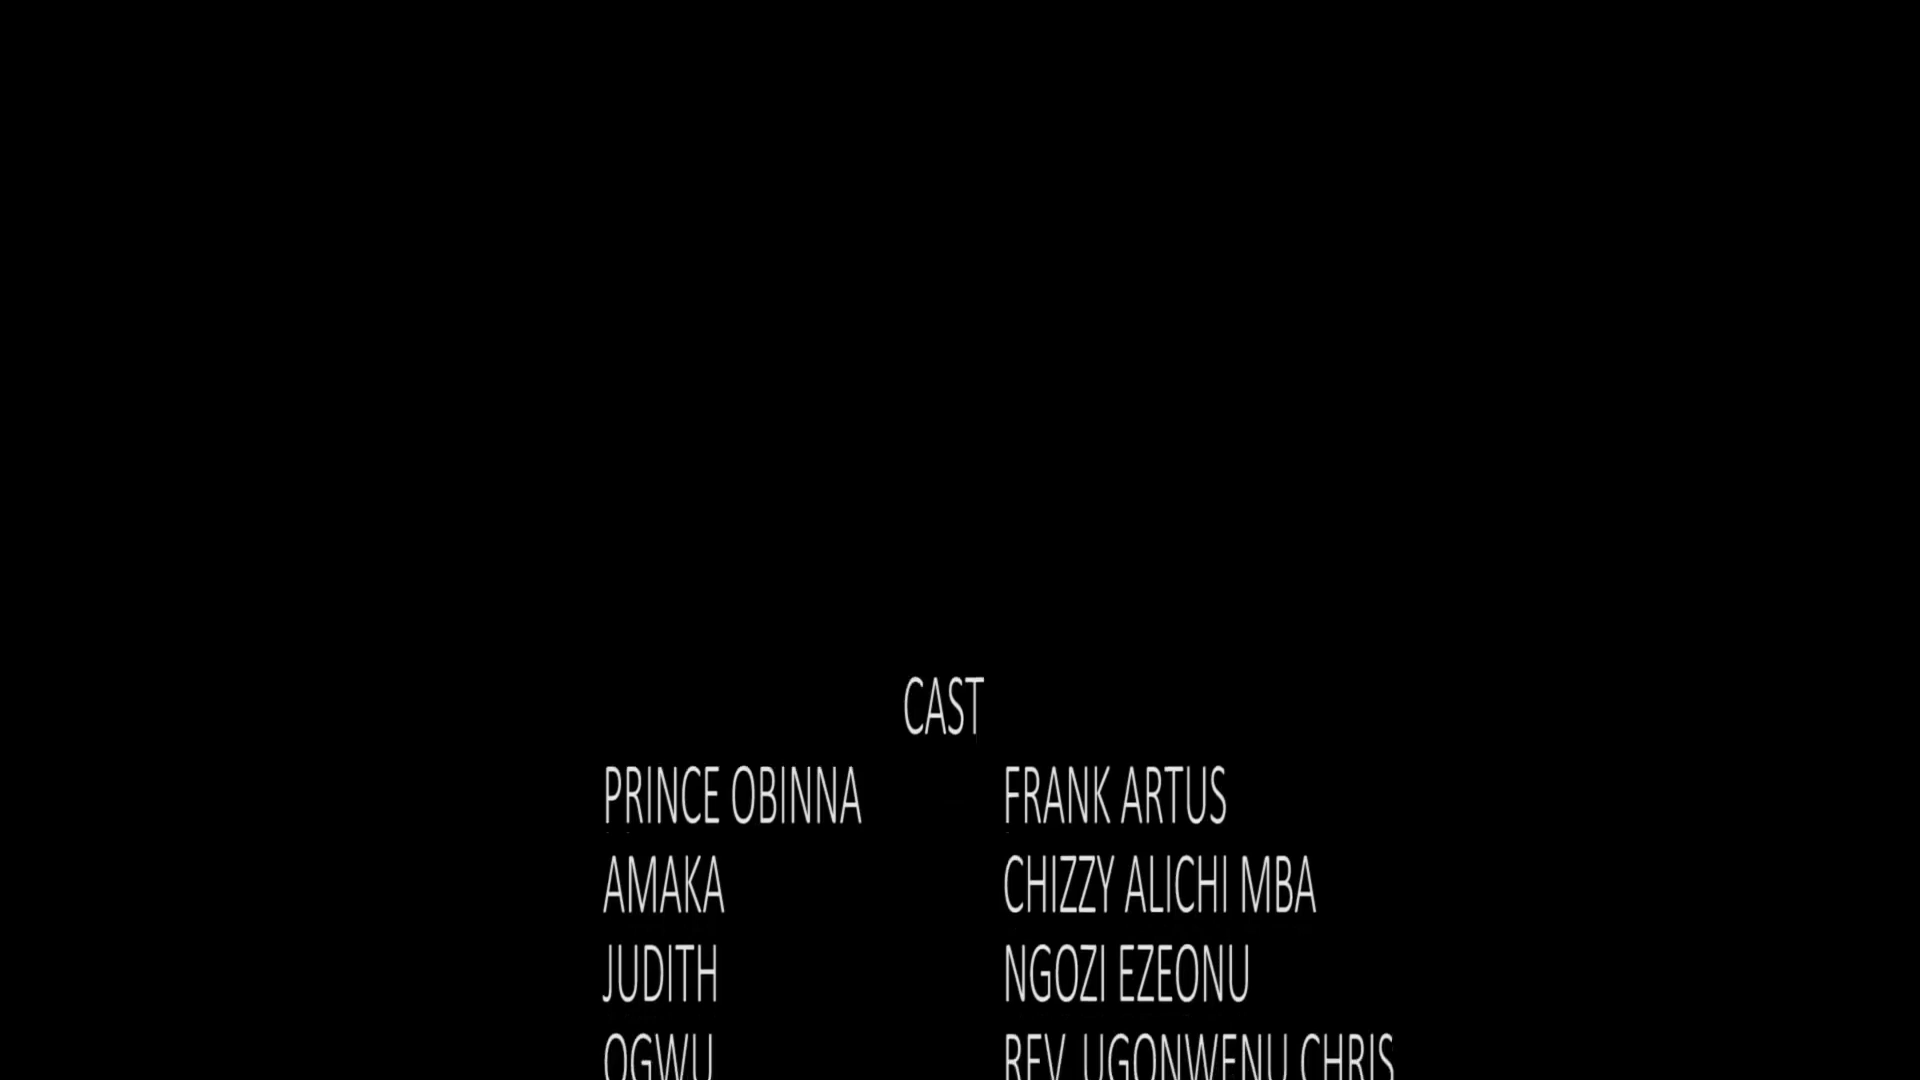 CAST
PRINCE OBINNA FRANK ARTUS
AMAKA CHIZZY ALICHI MBA
JUDITH NGOZI EZEONU
OGWU REV. UGONWENU CHRIS